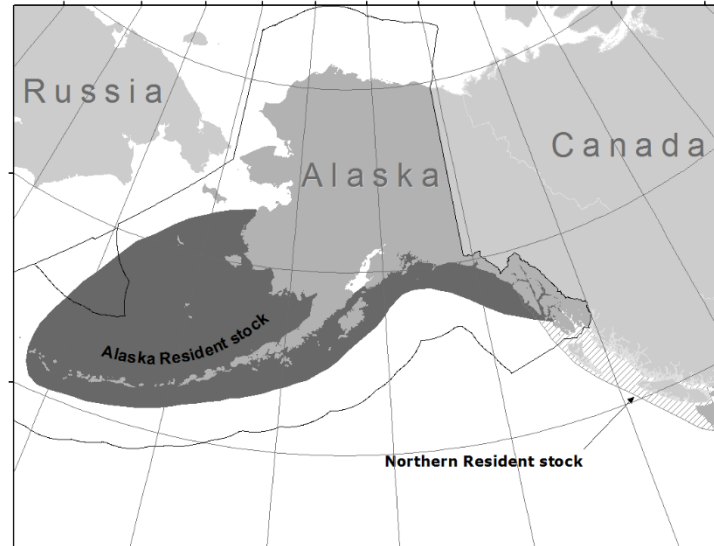 Russia
Alaska
Canada
Alaska Resident stock
Northern Resident stock